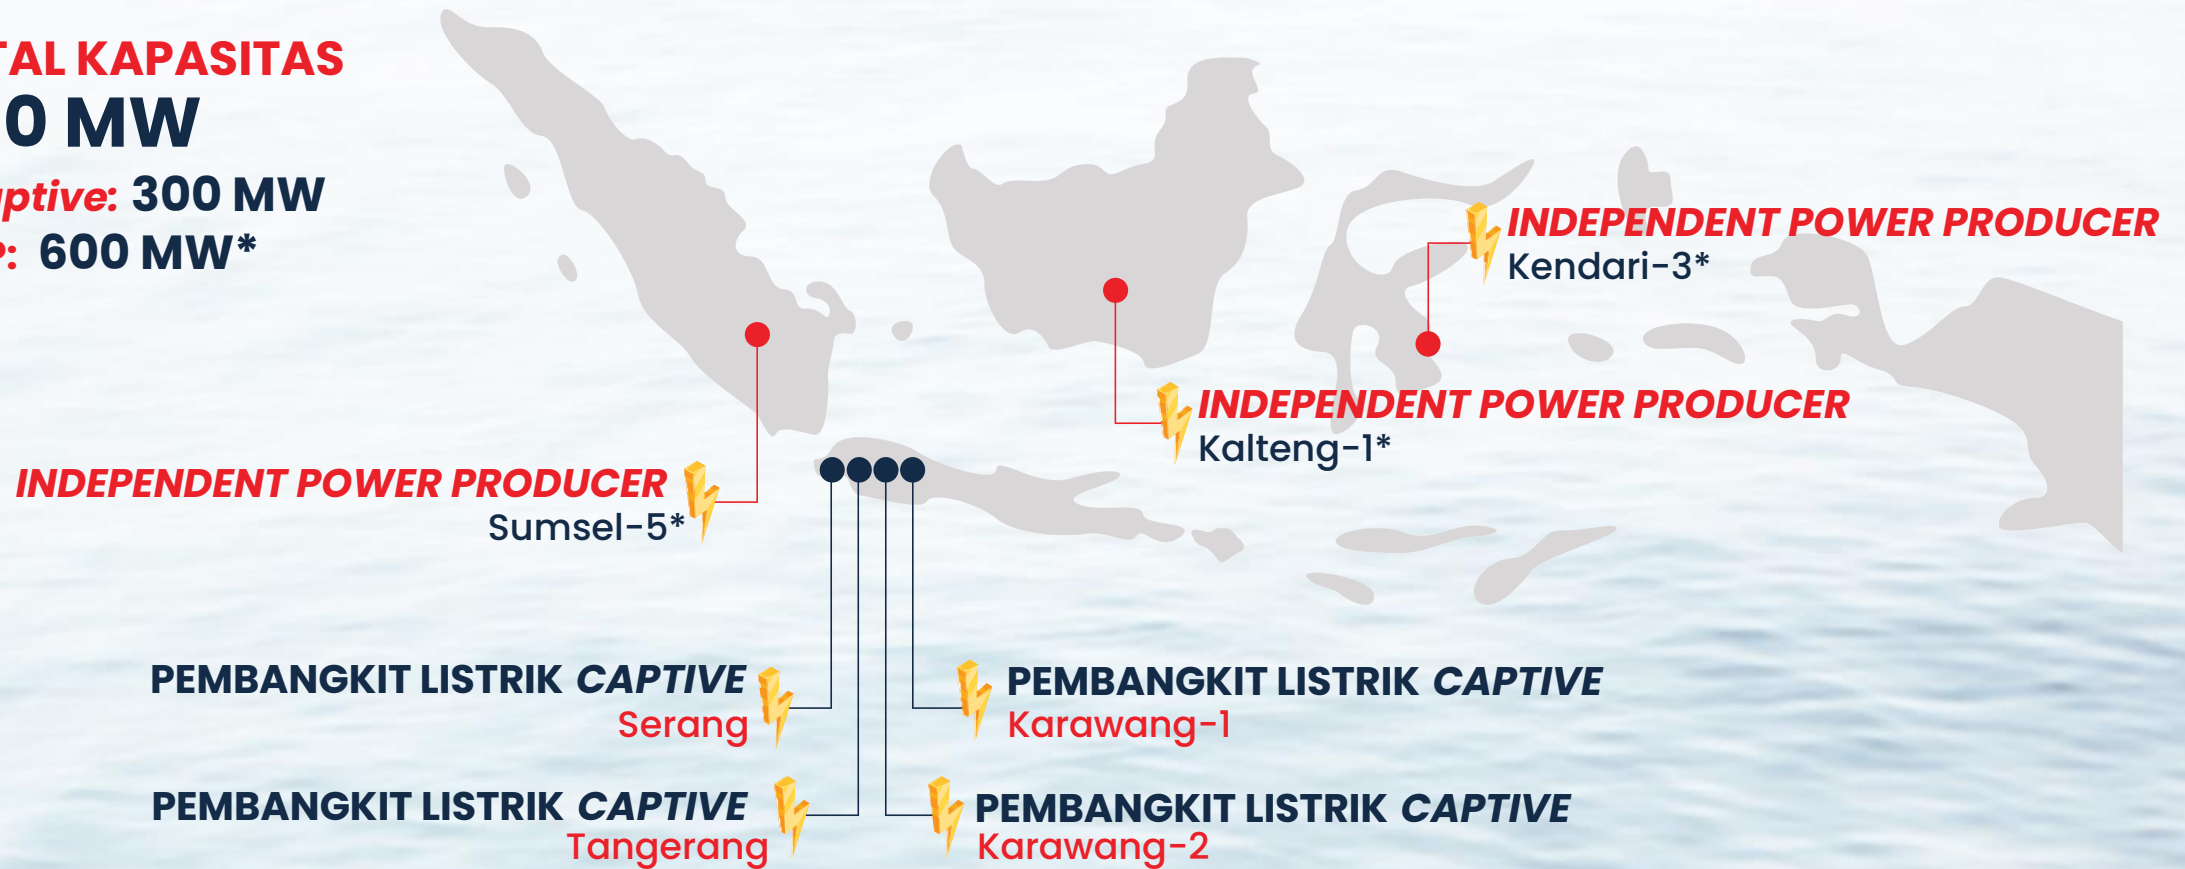 KAPASITAS
0 MW
300 MW
600 MW*
INDEPENDENT POWER PRODUCER
Kendari-3*
INDEPENDENT POWER PRODUCER
Kalteng-1*
INDEPENDENT POWER PRODUCER
Sumsel-5*
PEMBANGKIT LISTRIK CAPTIVE
Serang
PEMBANGKIT LISTRIK CAPTIVE
Karawang-1
PEMBANGKIT LISTRIK CAPTIVE
Tangerang
PEMBANGKIT LISTRIK CAPTIVE
Karawang-2